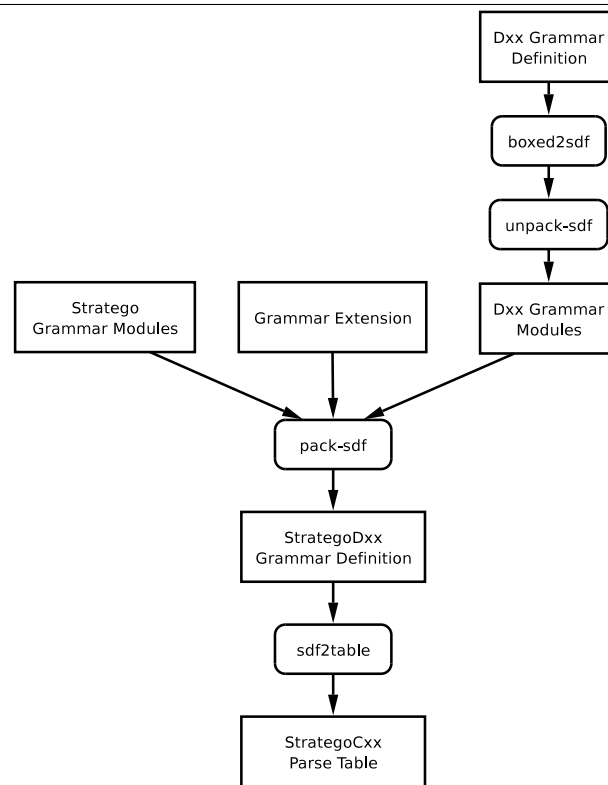 Dxx Grammar
Definition
boxed2sdf
unpack-sdf
Stratego
Grammar Modules
Grammar Extension
Dxx Grammar
Modules
pack-sdf
StrategoDxx
Grammar Definition
sdf2table
StrategoCxx
Parse Table